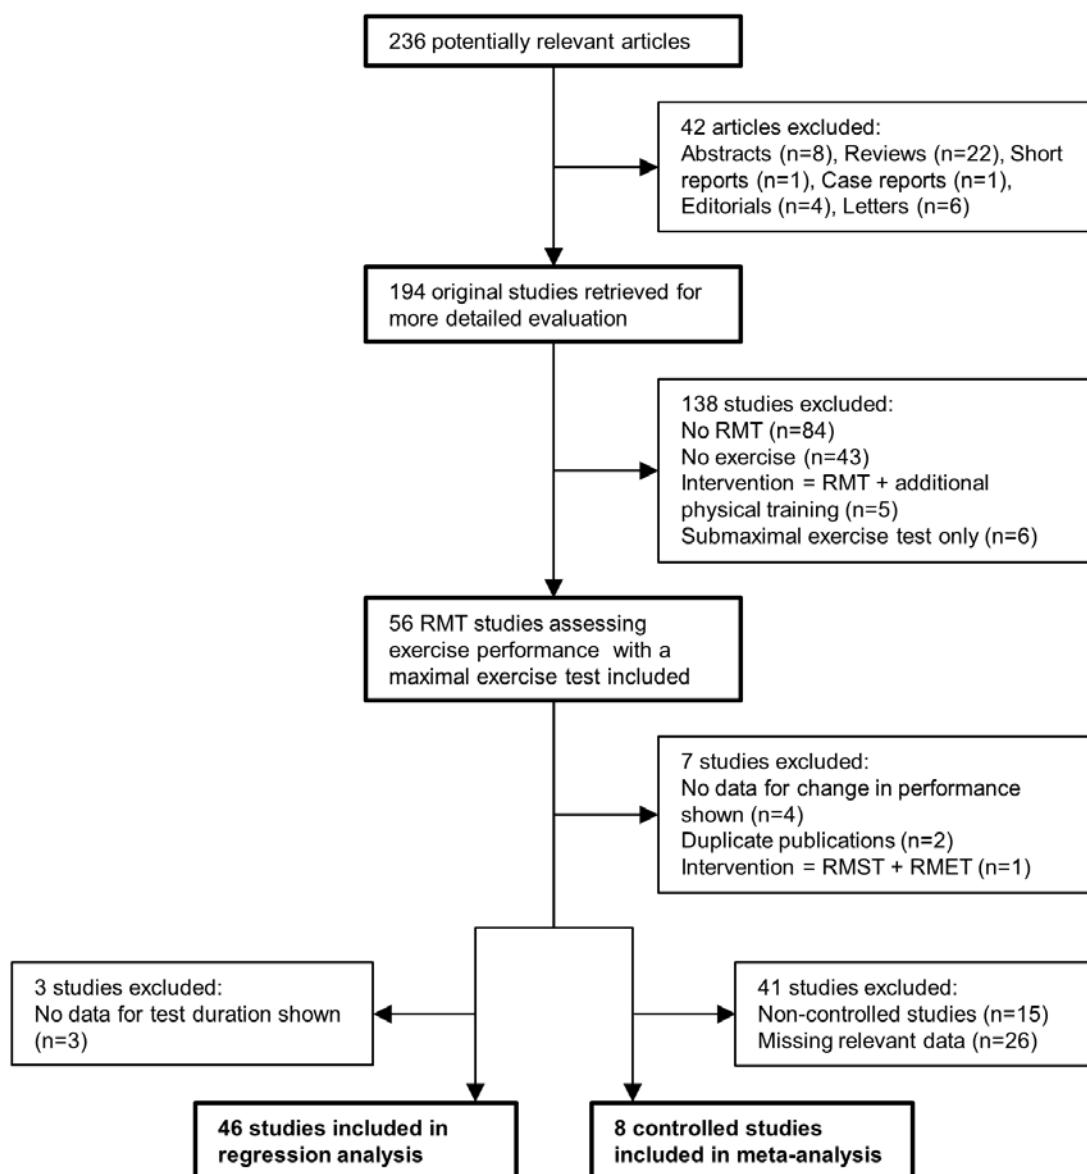 236 potentially relevant articles
42 articles excluded:
Abstracts (n=8), Reviews (n=22), Short
reports (n=1), Case reports (n=1),
Editorials (n=4), Letters (n=6)
194 original studies retrieved for
more detailed evaluation
138 studies excluded:
No RMT (n=84)
No exercise (n=43)
Intervention = RMT + additional
physical training (n=5)
Submaximal exercise test only (n=6)
56 RMT studies assessing
exercise performance with a
maximal exercise test included
7 studies excluded:
No data for change in performance
shown (n=4)
Duplicate publications (n=2)
Intervention = RMST + RMET (n=1)
3 studies excluded:
No data for test duration shown
(n=3)
41 studies excluded:
Non-controlled studies (n=15)
Missing relevant data (n=26)
46 studies included in
regression analysis
8 controlled studies
included in meta-analysis